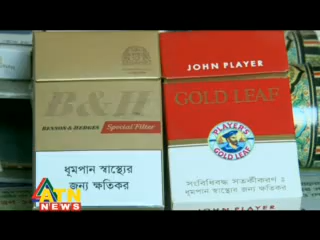 B&H
BENSON & HEDGES Special Filter
ধূমপান স্বাস্থ্যের
জন্য ক্ষতিকর
JOHN PLAYER
GOLD LEAF
PLAYER'S
GOLD LEAF
সংবিধিবদ্ধ সতর্কীকরণ :
ধূমপান স্বাস্থ্যের জন্য ক্ষতিকর
JOHN PLAYER
ATN
NEWS